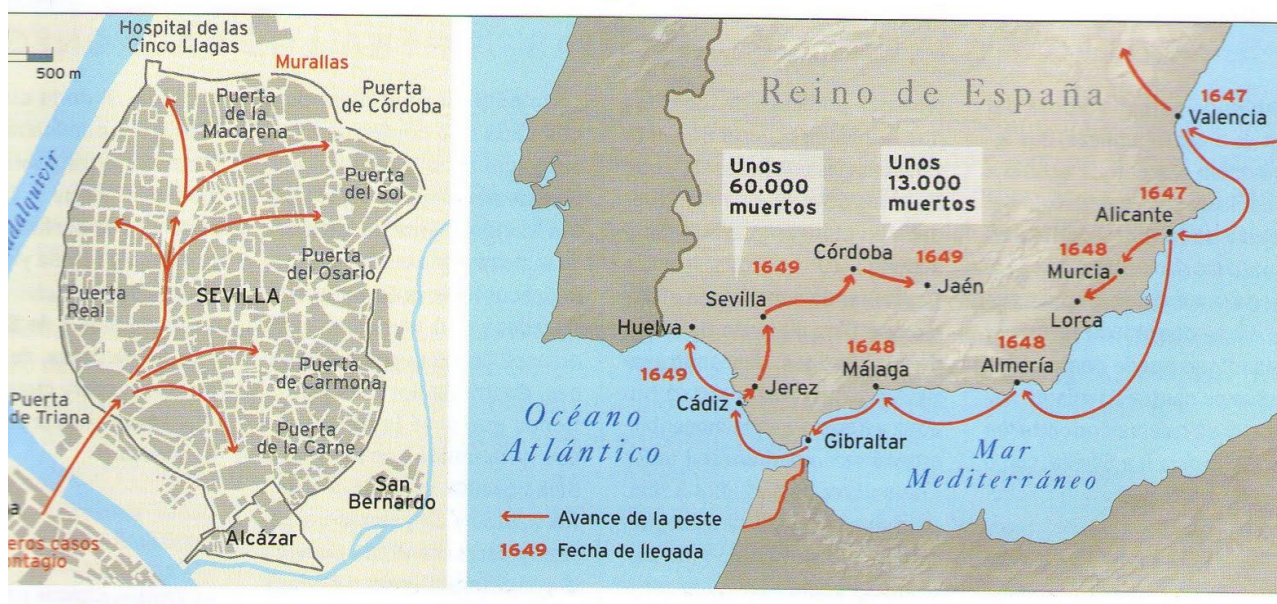 Hospital de las
Cinco Llagas
500 m
Murallas
Puerta
de Córdoba
Puerta
de la
Macarena
Puerta
del Sol
Puerta
del Osario
SEVILLA
Puerta
Real
Puerta
de Carmona
Puerta
de Triana
Puerta
de la Carne
San
Bernardo
Alcázar
Reino de España
1647
Valencia
Unos
60.000
muertos
Unos
13.000
muertos
1647
Alicante
1648
Murcia
Lorca
Córdoba
1649
1649
Jaén
Sevilla
Huelva
1649
Jerez
Cádiz
1648
Málaga
1648
Almería
Gibraltar
Océano
Atlántico
Mar
Mediterráneo
Avance de la peste
1649 Fecha de llegada